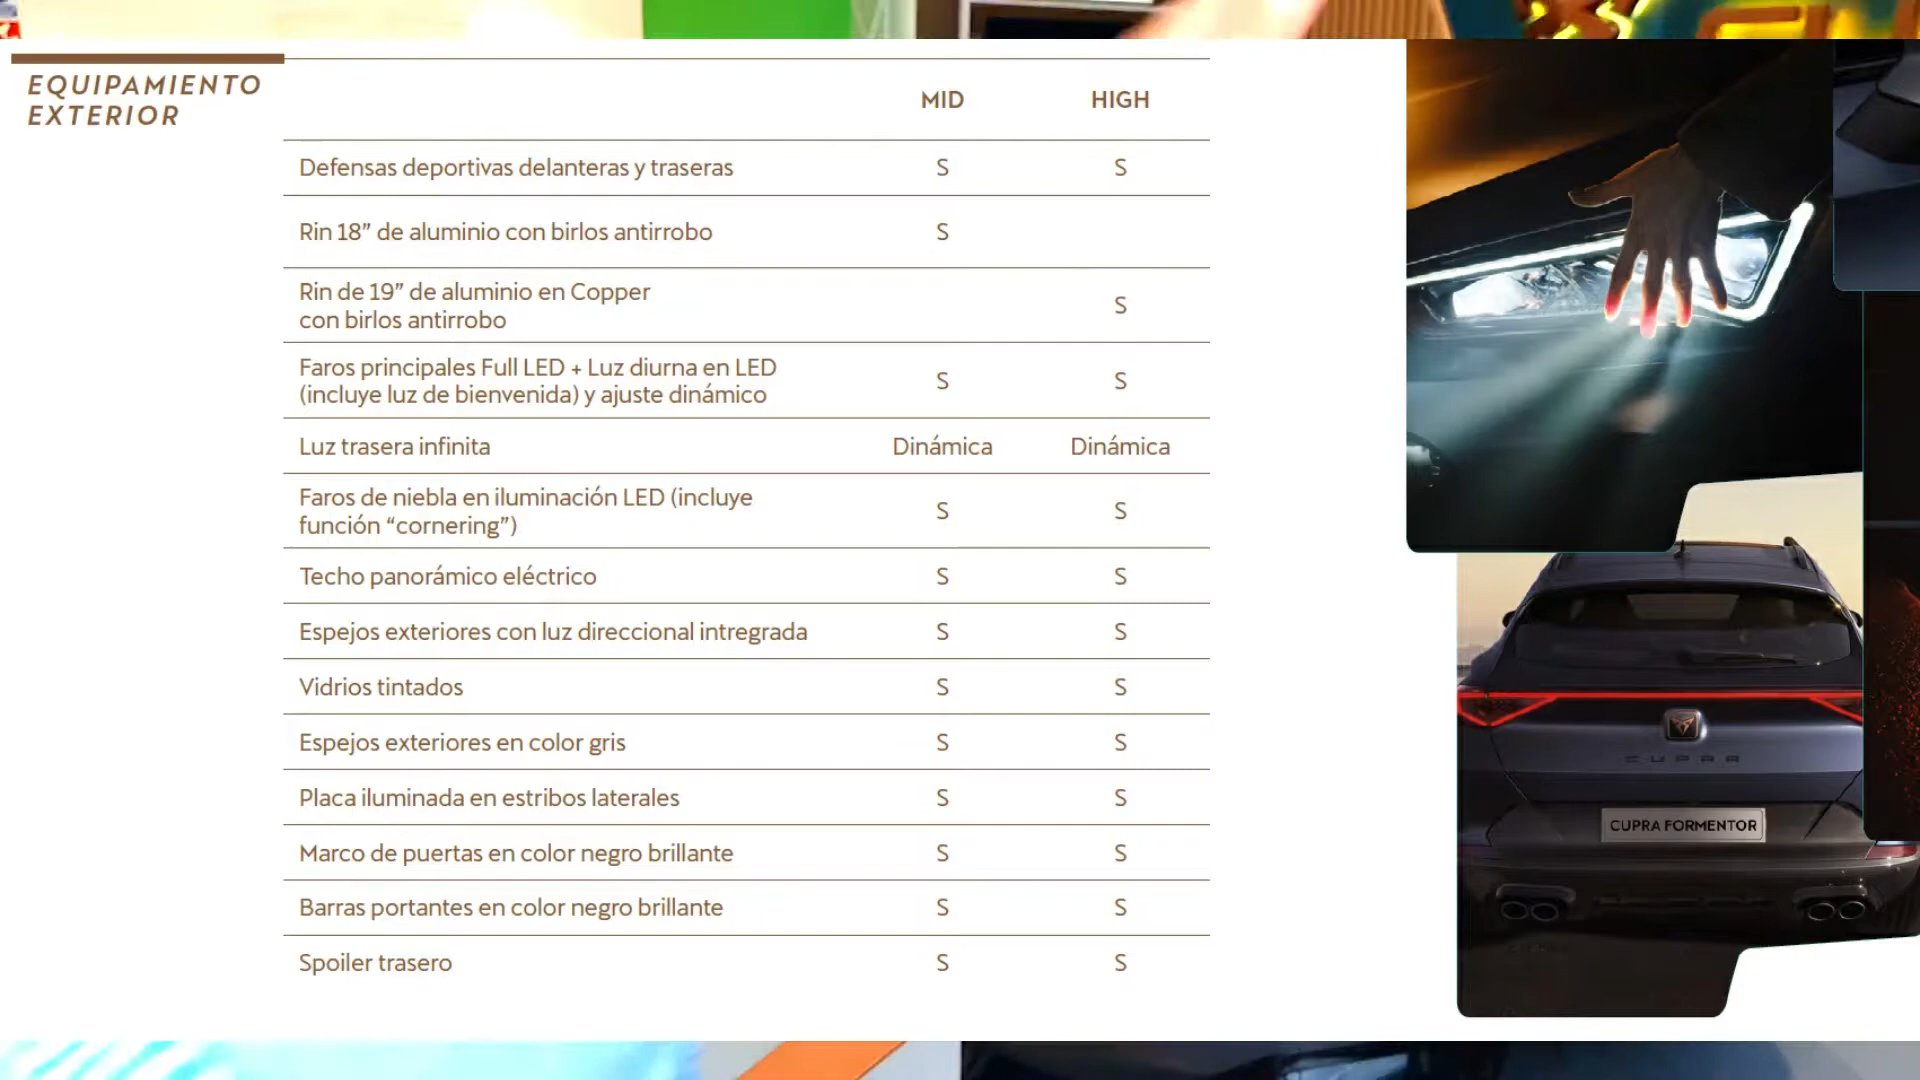 EQUIPAMIENTO
EXTERIOR
MID HIGH
Defensas deportivas delanteras y traseras S S
Rin 18” de aluminio con birlos antirrobo S
Rin de 19” de aluminio en Copper
con birlos antirrobo S
Faros principales Full LED + Luz diurna en LED
(incluye luz de bienvenida) y ajuste dinámico S S
Luz trasera infinita Dinámica Dinámica
Faros de niebla en iluminación LED (incluye
función “cornering”) S S
Techo panorámico eléctrico S S
Espejos exteriores con luz direccional intregrada S S
Vidrios tintados S S
Espejos exteriores en color gris S S
Placa iluminada en estribos laterales S S
Marco de puertas en color negro brillante S S
Barras portantes en color negro brillante S S
Spoiler trasero S S
CUPRA
CUPRA FORMENTOR